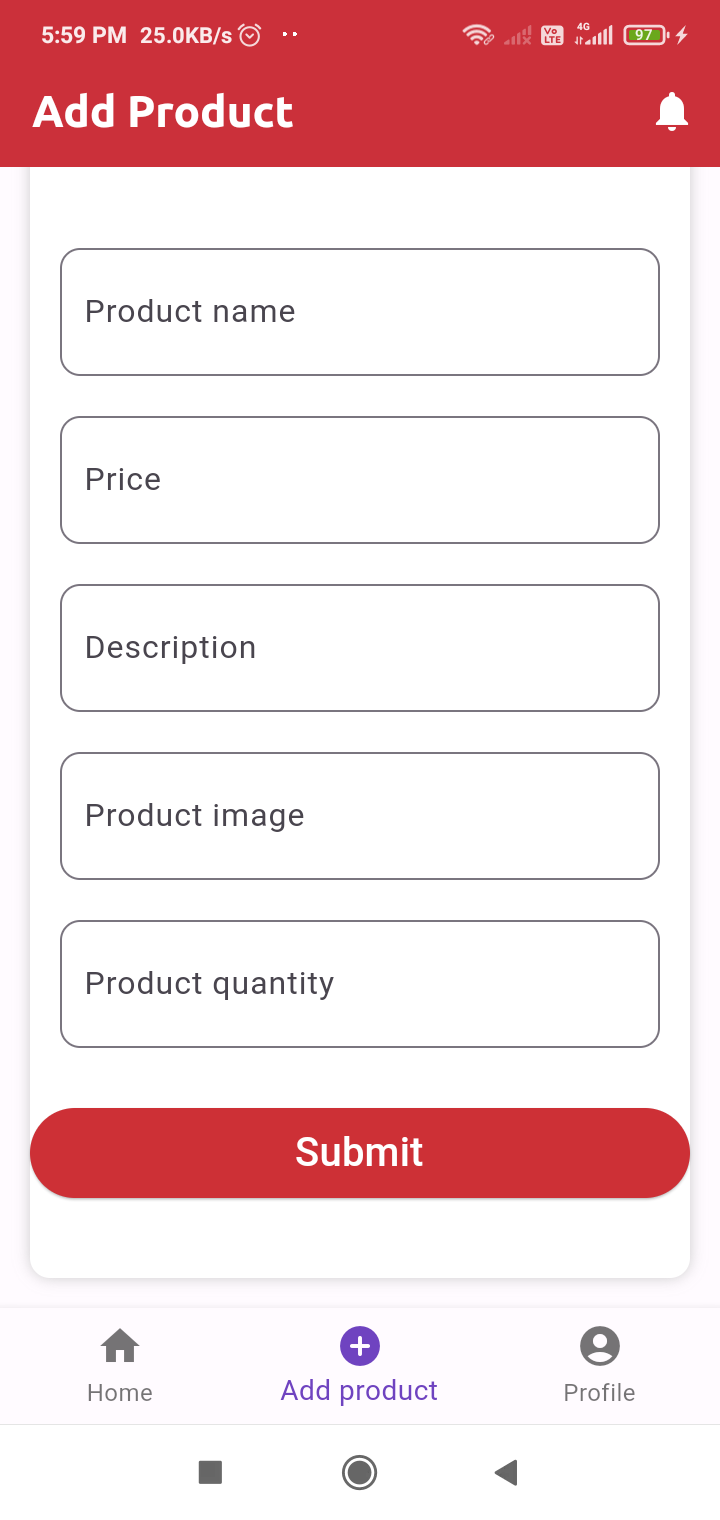 5:59 PM 25.0KB/s
Vo LTE 4G 97
Add Product
Product name
Price
Description
Product image
Product quantity
Submit
Home
Add product
Profile